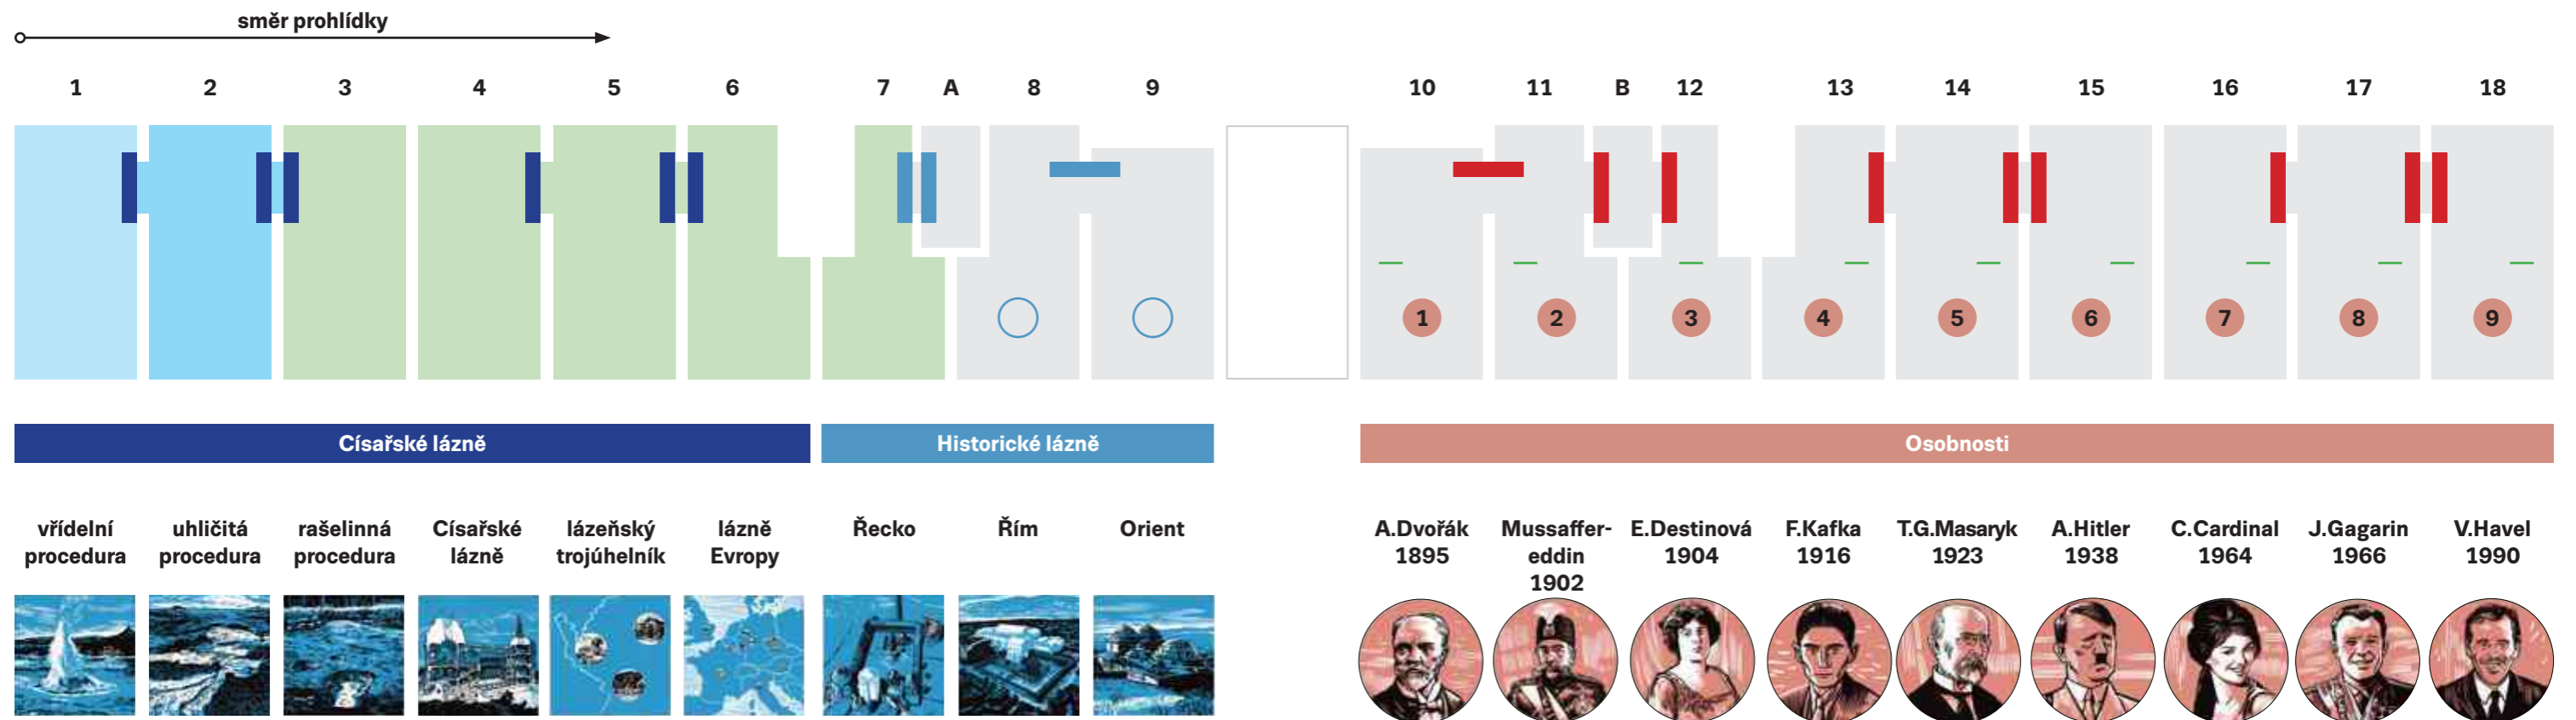 směr prohlídky
1 2 3 4 5 6 7 A 8 9 10 11 B 12 13 14 15 16 17 18
1 2 3 4 5 6 7 8 9
Císařské lázně
Historické lázně
Osobnosti
vřídelní
procedura
uhličitá
procedura
rašelinná
procedura
Císařské
lázně
lázeňský
trojúhelník
lázně
Evropy
Řecko
Řím
Orient
A.Dvořák
1895
Mussaffer-
eddin
1902
E.Destinová
1904
F.Kafka
1916
T.G.Masaryk
1923
A.Hitler
1938
C.Cardinal
1964
J.Gagarin
1966
V.Havel
1990